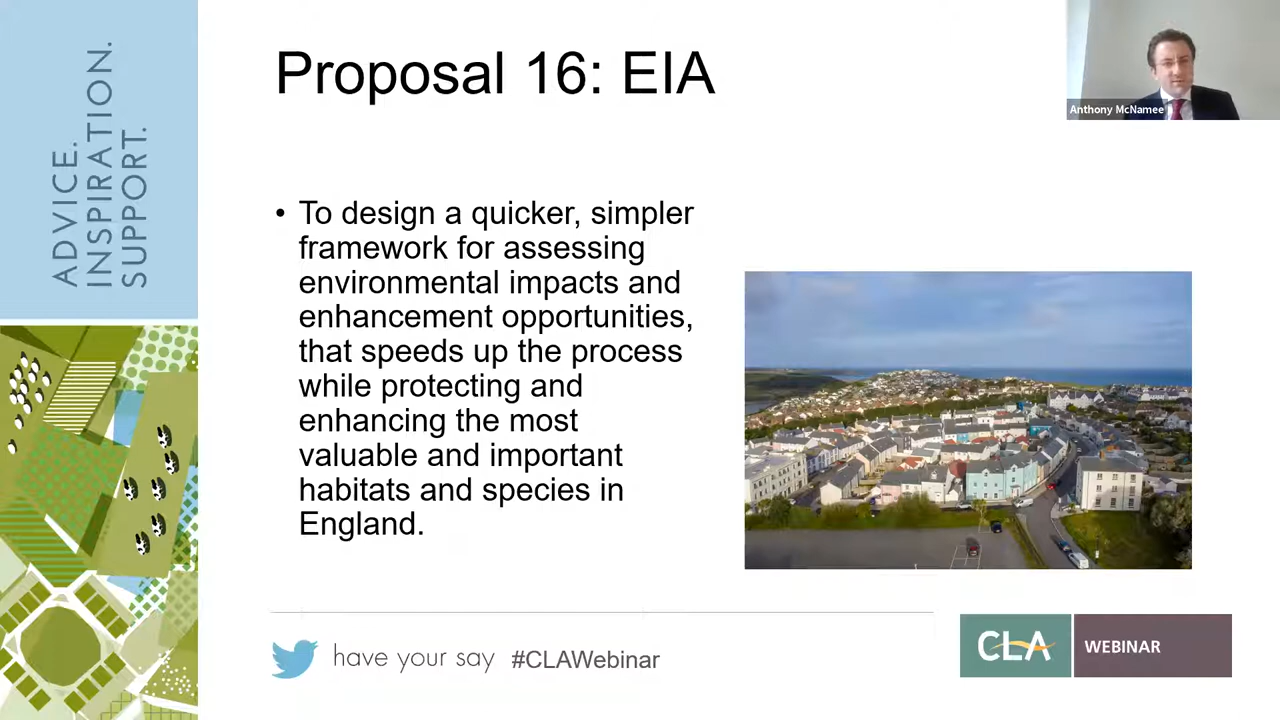 Proposal 16: EIA
Anthony McNamee
ADVICE.
INSPIRATION.
SUPPORT.
• To design a quicker, simpler
framework for assessing
environmental impacts and
enhancement opportunities,
that speeds up the process
while protecting and
enhancing the most
valuable and important
habitats and species in
England.
have your say #CLAWebinar
CLA WEBINAR